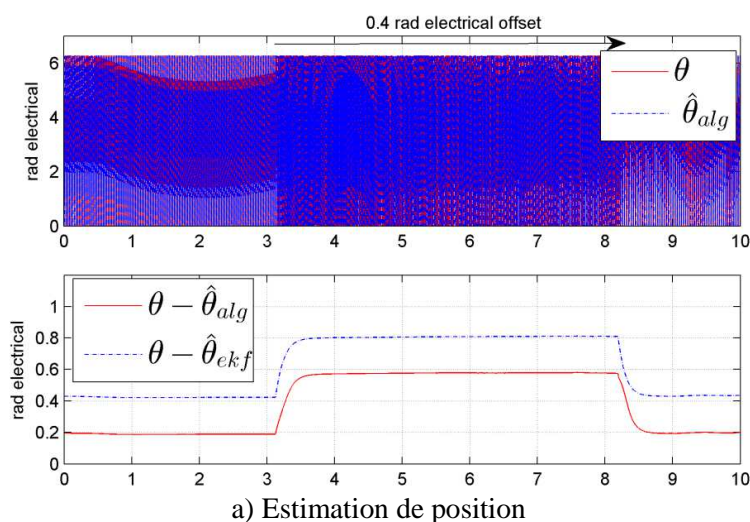 0.4 rad electrical offset
rad electrical
6
4
2
0
θ
θ̂alg
0 1 2 3 4 5 6 7 8 9 10
rad electrical
1
0.8
0.6
0.4
0.2
0
θ − θ̂alg
θ − θ̂ekf
0 1 2 3 4 5 6 7 8 9 10
a) Estimation de position